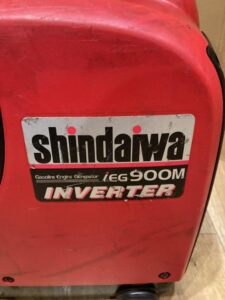 shindaiwa
Gasoline Engine Generator iEG900M
INVERTER